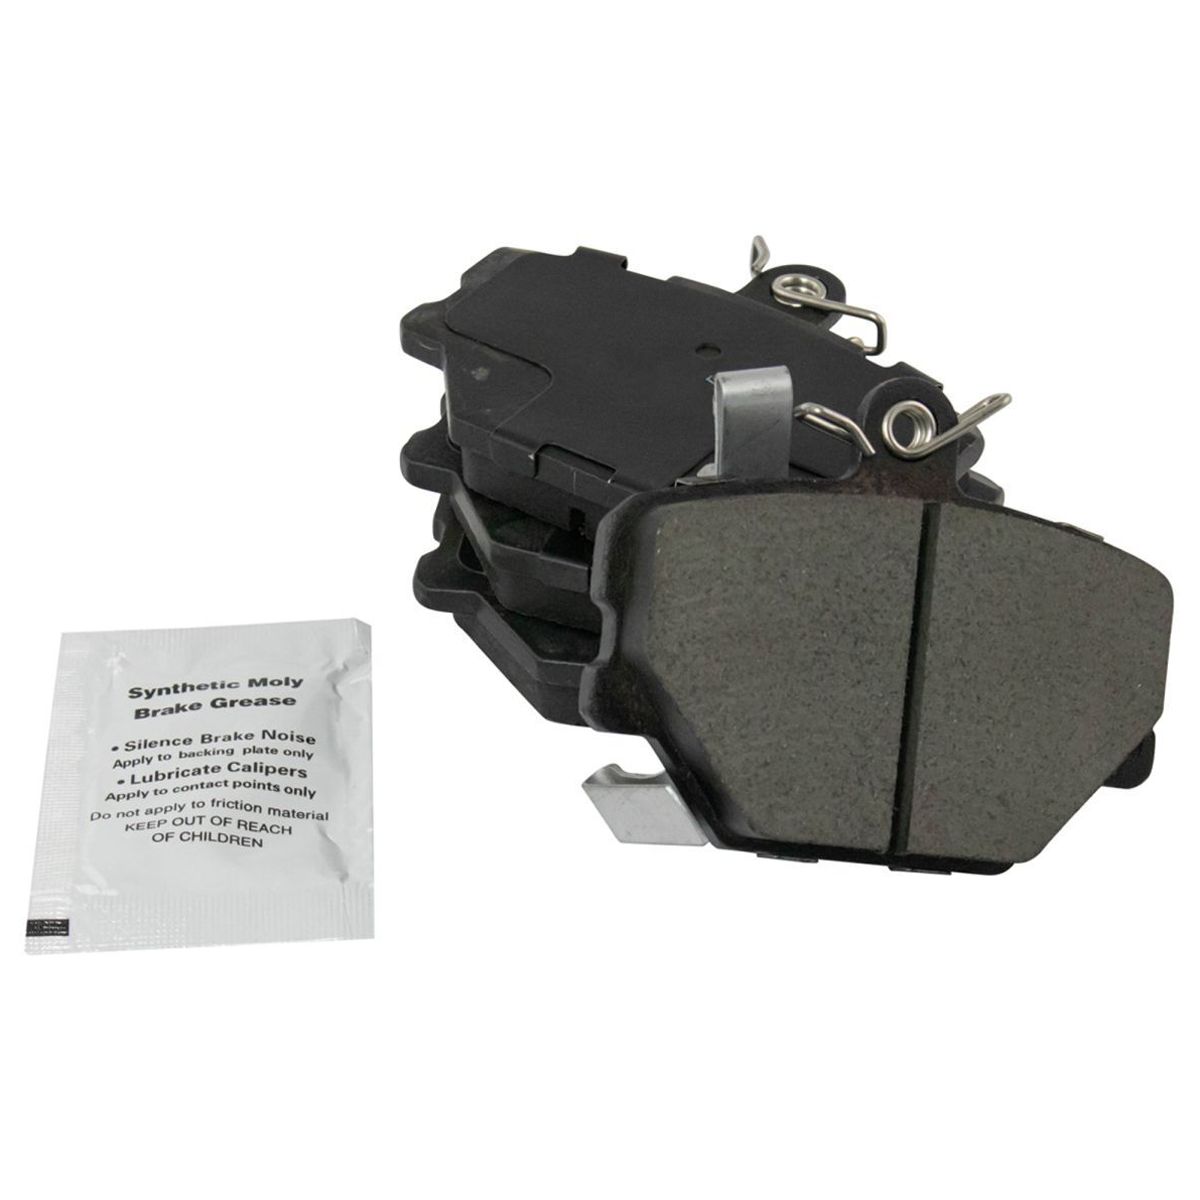 Synthetic Moly
Brake Grease
• Silence Brake Noise
Apply to backing plate only
• Lubricate Calipers
Apply to contact points only
Do not apply to friction material
KEEP OUT OF REACH
OF CHILDREN